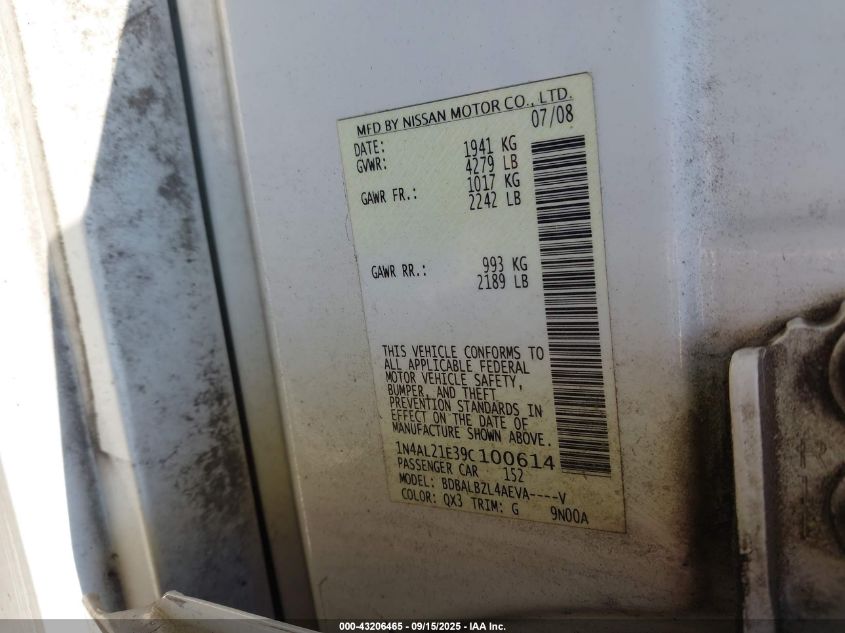 MFD BY NISSAN MOTOR CO., LTD.
DATE: 07/08
GVWR: 1941 KG
4279 LB
GAWR FR.: 1017 KG
2242 LB
GAWR RR.: 993 KG
2189 LB
THIS VEHICLE CONFORMS TO
ALL APPLICABLE FEDERAL
MOTOR VEHICLE SAFETY,
BUMPER, AND THEFT
PREVENTION STANDARDS IN
EFFECT ON THE DATE OF
MANUFACTURE SHOWN ABOVE.
1N4AL21E39C100614
PASSENGER CAR 152
MODEL: BDBALBZL4AEVA----V
COLOR: QX3 TRIM: G 9N00A
000-43206465 - 09/15/2025 - IAA Inc.